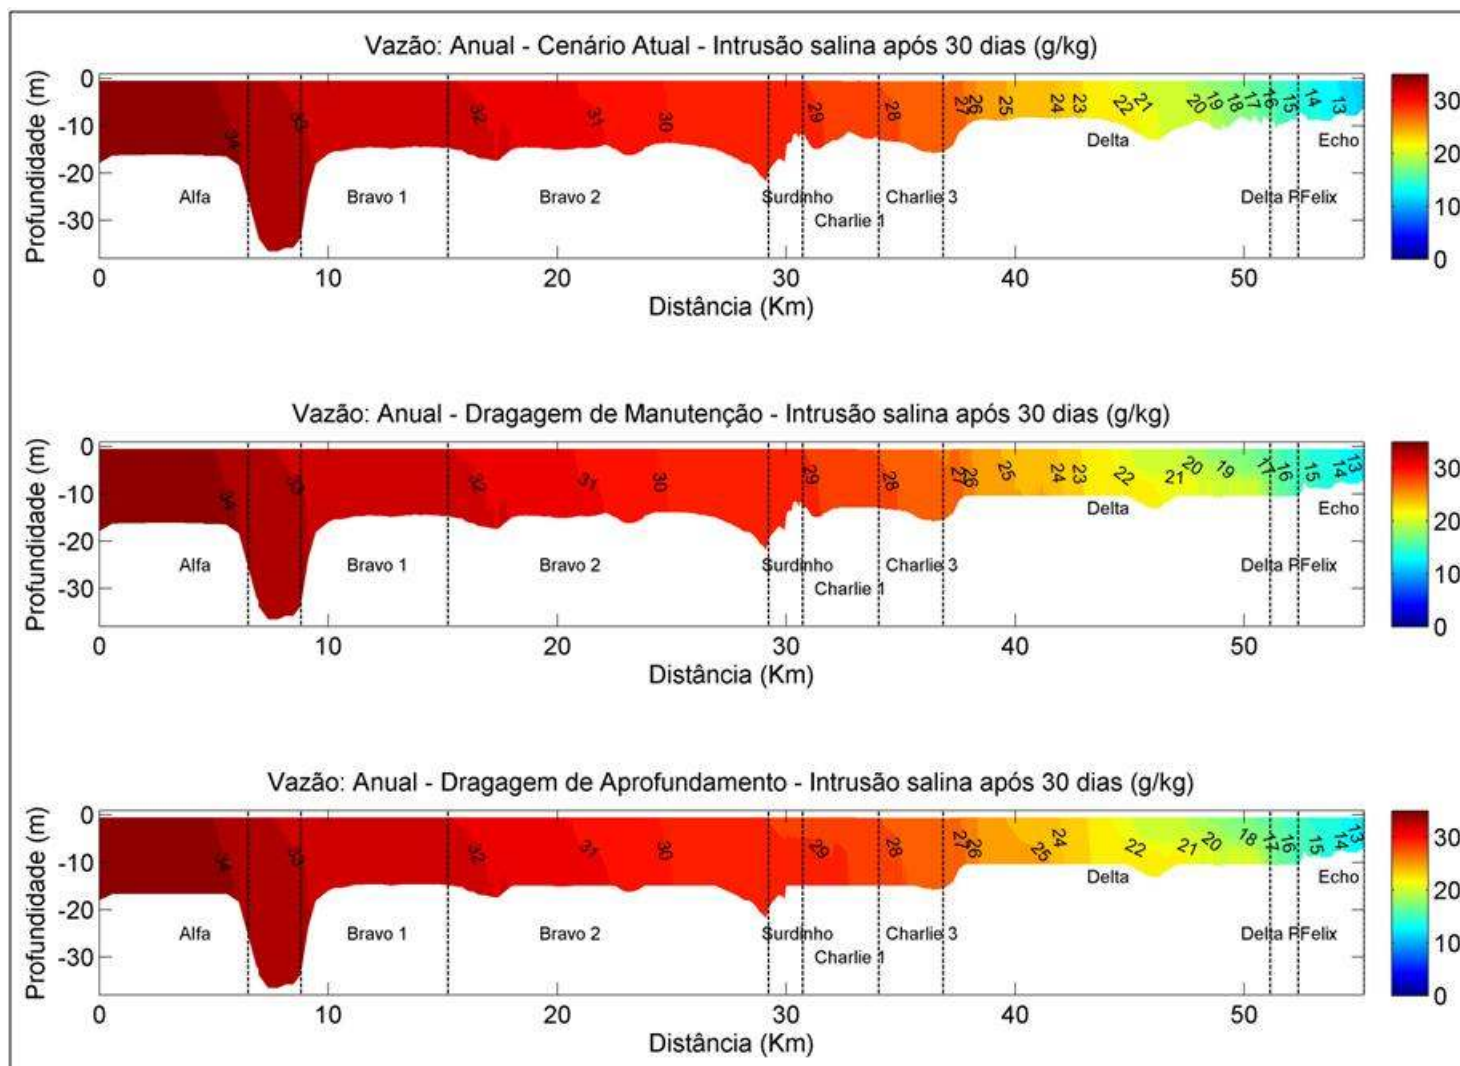 Vazão: Anual - Cenário Atual - Intrusão salina após 30 dias (g/kg)
Profundidade (m)
0
-10
-20
-30
34 33 32 31 30 29 28 27 26 25 24 23 22 21 20 19 18 17 16 15 14 13
Delta Echo
Alfa Bravo 1 Bravo 2 Surdinho Charlie 3 Delta RFelix
Charlie 1
30
20
10
0
0 10 20 30 40 50
Distância (Km)
Vazão: Anual - Dragagem de Manutenção - Intrusão salina após 30 dias (g/kg)
Profundidade (m)
0
-10
-20
-30
34 33 32 31 30 29 28 27 26 25 24 23 22 21 20 19 17 16 15 14 13
Delta Echo
Alfa Bravo 1 Bravo 2 Surdinho Charlie 3 Delta RFelix
Charlie 1
30
20
10
0
0 10 20 30 40 50
Distância (Km)
Vazão: Anual - Dragagem de Aprofundamento - Intrusão salina após 30 dias (g/kg)
Profundidade (m)
0
-10
-20
-30
34 33 32 31 30 29 28 27 26 25 24 22 21 20 18 17 16 15 14 13
Delta Echo
Alfa Bravo 1 Bravo 2 Surdinho Charlie 3 Delta RFelix
Charlie 1
30
20
10
0
0 10 20 30 40 50
Distância (Km)